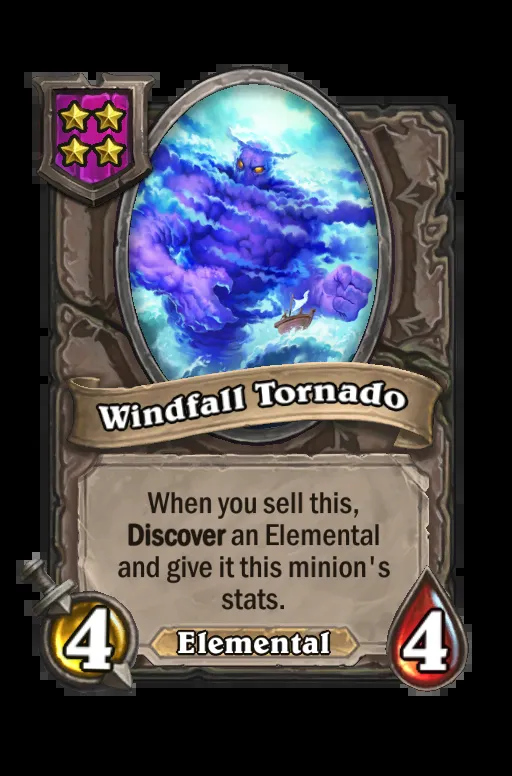 Windfall Tornado
When you sell this,
Discover an Elemental
and give it this minion's
stats.
4
Elemental
4